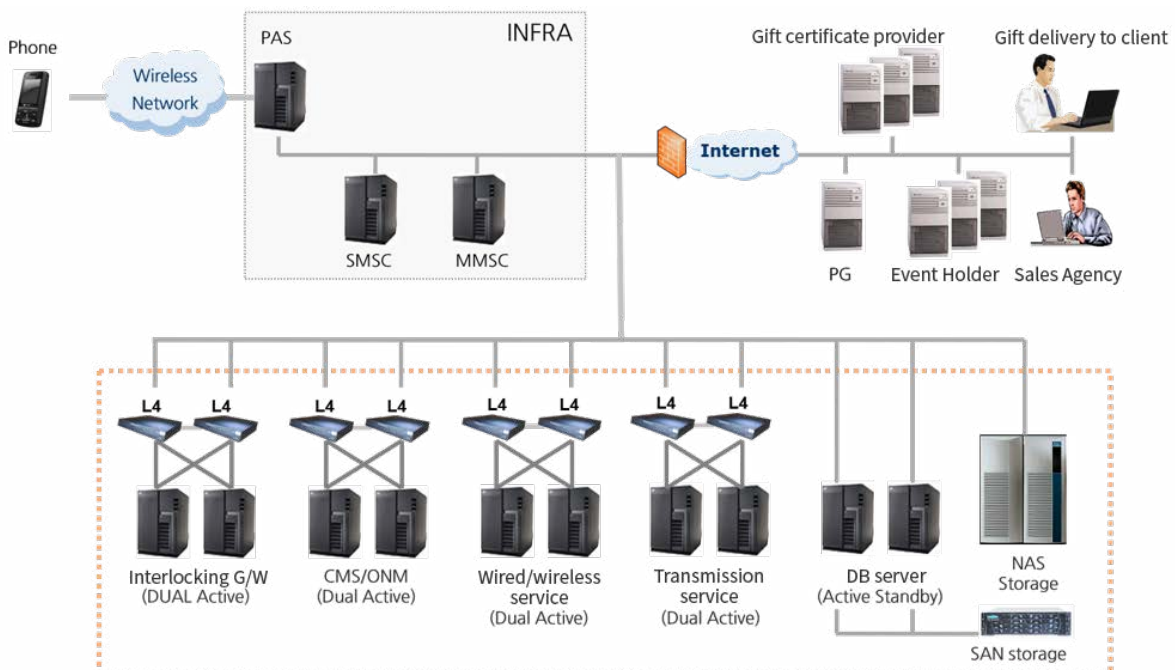 Phone
Wireless
Network
PAS
INFRA
SMSC
MMSC
Internet
Gift certificate provider
Gift delivery to client
PG
Event Holder
Sales Agency
L4
L4
L4
L4
L4
L4
L4
L4
Interlocking G/W
(DUAL Active)
CMS/ONM
(Dual Active)
Wired/wireless
service
(Dual Active)
Transmission
service
(Dual Active)
DB server
(Active Standby)
NAS
Storage
SAN storage